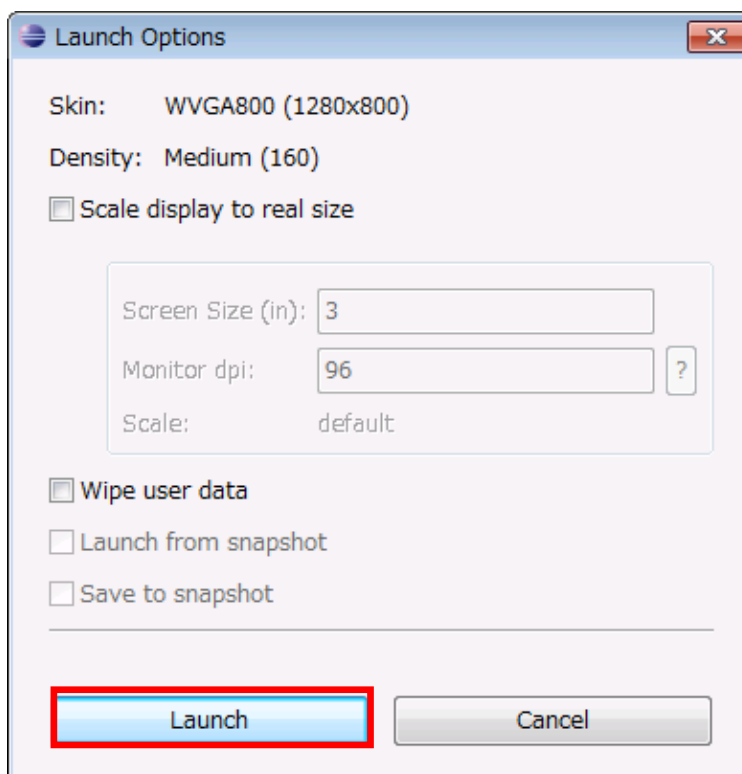 Launch Options
Skin: WVGA800 (1280x800)
Density: Medium (160)
Scale display to real size
Screen Size (in): 3
Monitor dpi: 96 ?
Scale: default
Wipe user data
Launch from snapshot
Save to snapshot
Launch Cancel